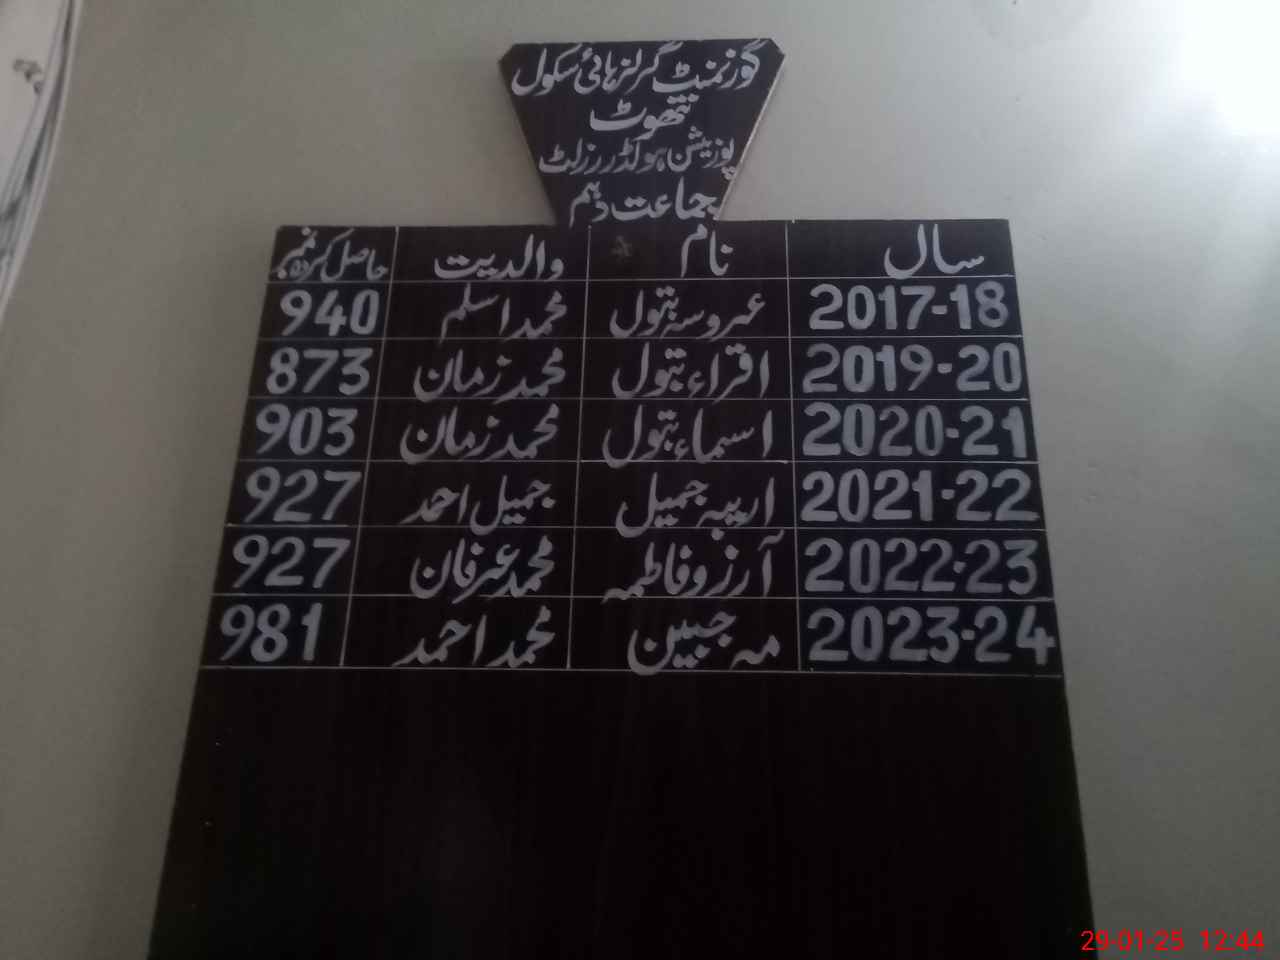 گورنمنٹ گرلز ہائی سکول
نتھوٹ
پوزیشن ہولڈر رزلٹ
جماعت دہم
سال نام والدیت حاصل کردہ نمبر
2017-18 عروسہ بتول محمد اسلم 940
2019-20 اقراء بتول محمد زمان 873
2020-21 اسماء بتول محمد زمان 903
2021-22 اریبہ جمیل جمیل احمد 927
2022-23 آرزو فاطمہ محمد عرفان 927
2023-24 مہ جبین محمد احمد 981
29-01-25 12:44